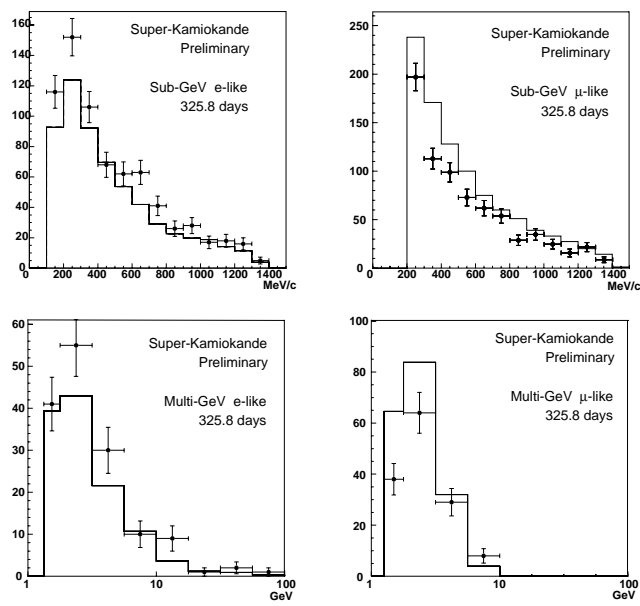 160
140
120
100
80
60
40
20
0
200 400 600 800 1000 1200 1400
MeV/c
Super-Kamiokande
Preliminary
Sub-GeV e-like
325.8 days
250
200
150
100
50
0
200 400 600 800 1000 1200 1400
MeV/c
Super-Kamiokande
Preliminary
Sub-GeV μ-like
325.8 days
60
50
40
30
20
10
0
1 10 100
GeV
Super-Kamiokande
Preliminary
Multi-GeV e-like
325.8 days
100
80
60
40
20
0
1 10 100
GeV
Super-Kamiokande
Preliminary
Multi-GeV μ-like
325.8 days